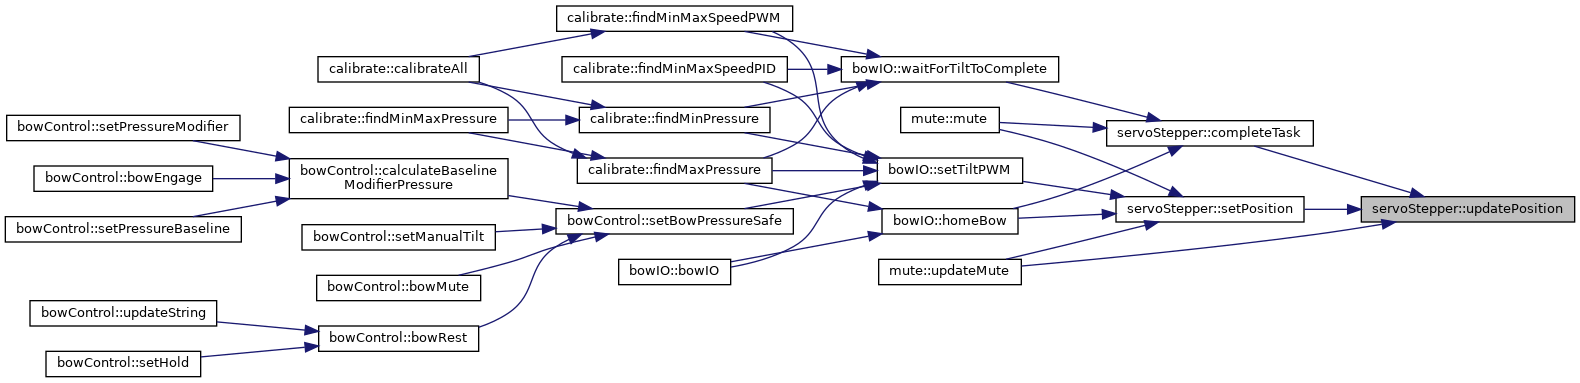 calibrate::findMinMaxSpeedPWM
calibrate::calibrateAll
calibrate::findMinMaxSpeedPID
bowIO::waitForTiltToComplete
calibrate::findMinMaxPressure
calibrate::findMinPressure
mute::mute
servoStepper::completeTask
bowControl::setPressureModifier
bowControl::calculateBaseline
ModifierPressure
calibrate::findMaxPressure
bowIO::setTiltPWM
bowControl::bowEngage
servoStepper::setPosition
servoStepper::updatePosition
bowControl::setPressureBaseline
bowControl::setBowPressureSafe
bowIO::homeBow
bowControl::setManualTilt
bowIO::bowIO
mute::updateMute
bowControl::bowMute
bowControl::updateString
bowControl::bowRest
bowControl::setHold